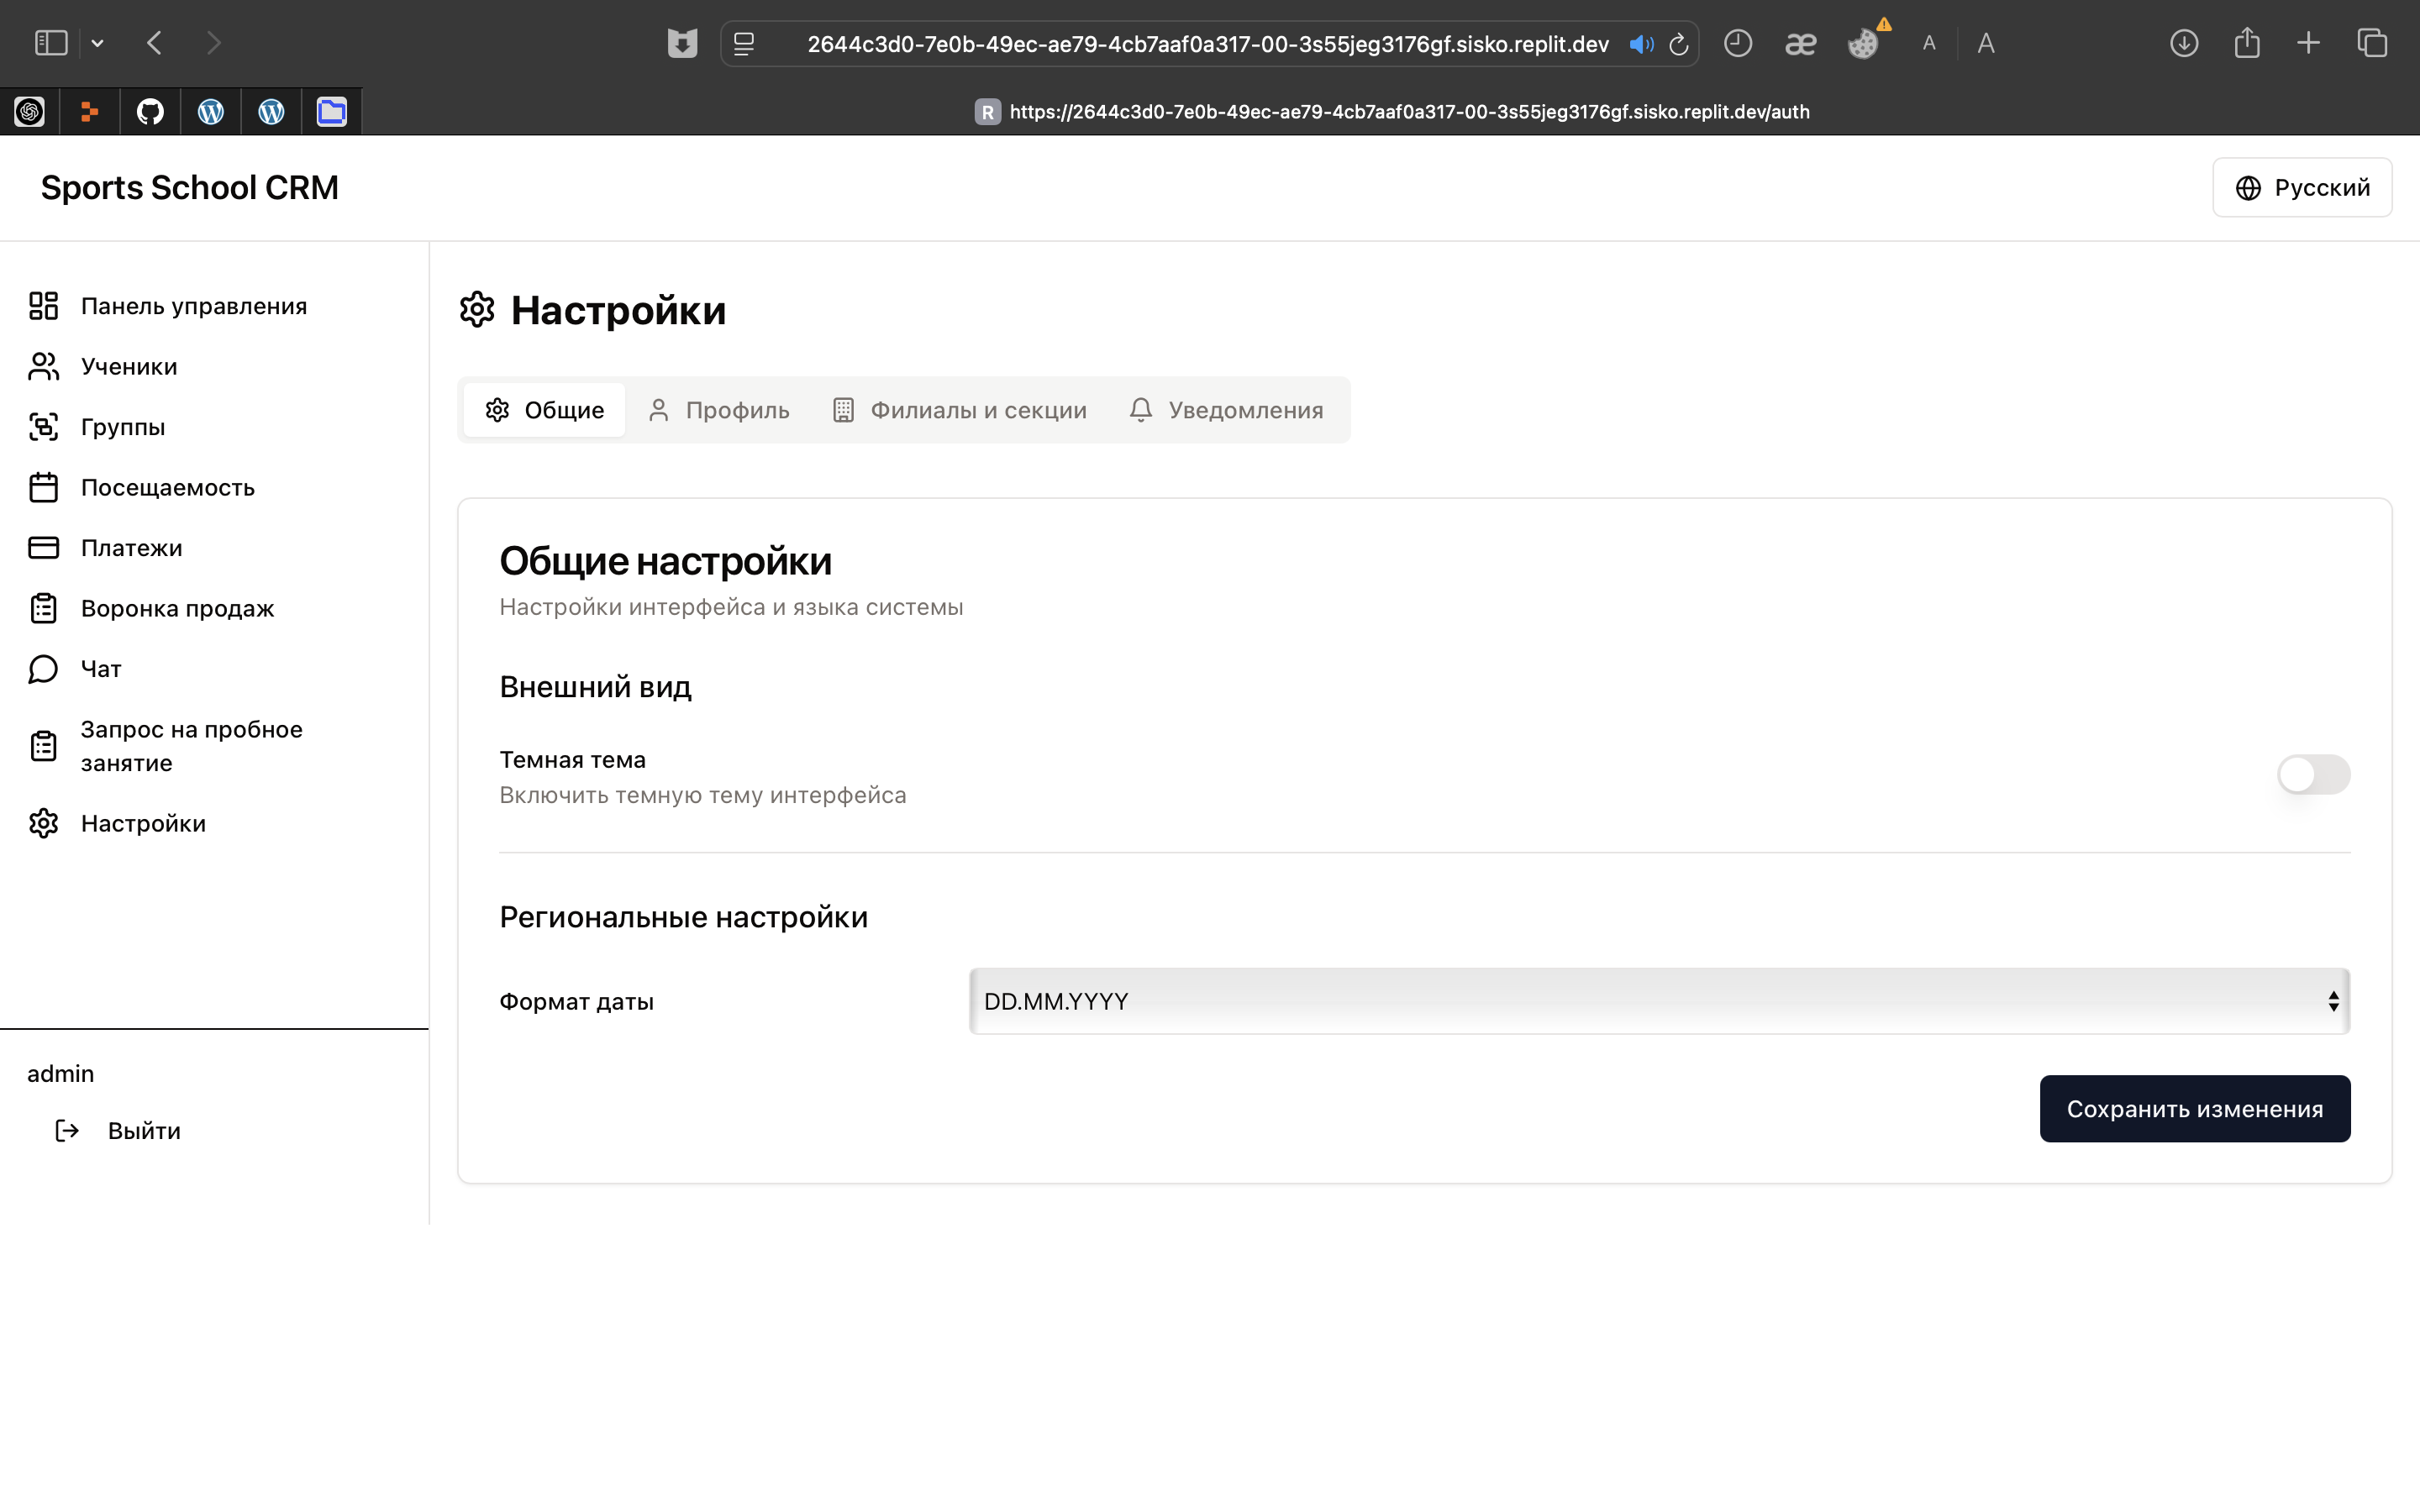 2644c3d0-7e0b-49ec-ae79-4cb7aaf0a317-00-3s55jeg3176gf.sisko.replit.dev
æ
A
A
R https://2644c3d0-7e0b-49ec-ae79-4cb7aaf0a317-00-3s55jeg3176gf.sisko.replit.dev/auth
Sports School CRM
Русский
Панель управления
Ученики
Группы
Посещаемость
Платежи
Воронка продаж
Чат
Запрос на пробное
занятие
Настройки
admin
Выйти
Настройки
Общие
Профиль
Филиалы и секции
Уведомления
Общие настройки
Настройки интерфейса и языка системы
Внешний вид
Темная тема
Включить темную тему интерфейса
Региональные настройки
Формат даты
DD.MM.YYYY
Сохранить изменения